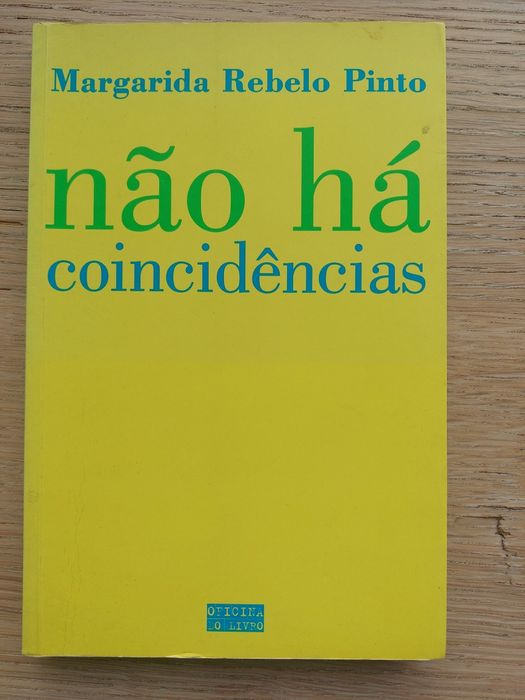 Margarida Rebelo Pinto
não há
coincidências
OFICINA
DO LIVRO